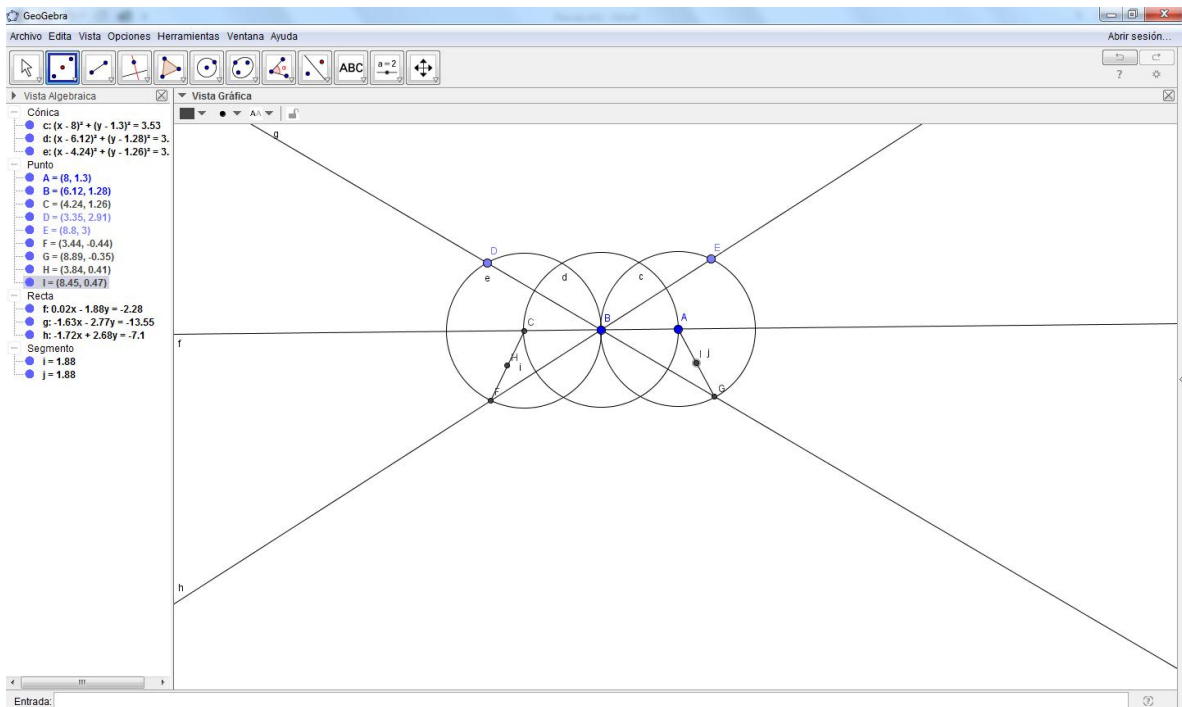 GeoGebra
Archivo Edita Vista Opciones Herramientas Ventana Ayuda
Abrir sesión...
ABC
a=2
?
Vista Algebraica
Cónica
c: (x - 8)² + (y - 1.3)² = 3.53
d: (x - 6.12)² + (y - 1.28)² = 3.
e: (x - 4.24)² + (y - 1.26)² = 3.
Punto
A = (8, 1.3)
B = (6.12, 1.28)
C = (4.24, 1.26)
D = (3.35, 2.91)
E = (8.8, 3)
F = (3.44, -0.44)
G = (8.89, -0.35)
H = (3.84, 0.41)
I = (8.45, 0.47)
Recta
f: 0.02x - 1.88y = -2.28
g: -1.63x - 2.77y = -13.55
h: -1.72x + 2.68y = -7.1
Segmento
i = 1.88
j = 1.88
Vista Gráfica
AA
g
D
E
e
d
c
C
B
A
f
H
i
I
j
F
G
h
Entrada: